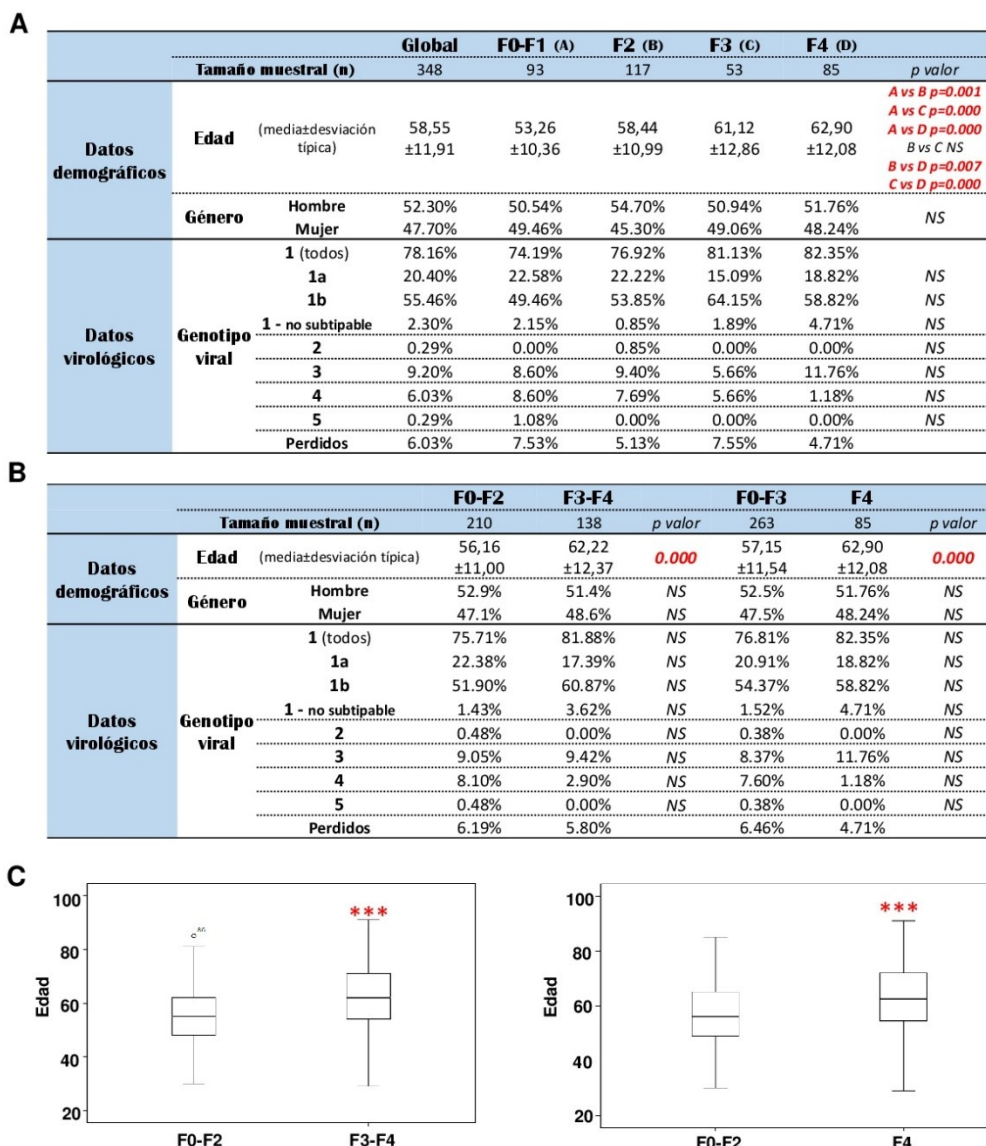 A
Global F0-F1 (A) F2 (B) F3 (C) F4 (D)
Tamaño muestral (n) 348 93 117 53 85 p valor
Datos demográficos Edad (media±desviación típica) 58,55 ±11,91 53,26 ±10,36 58,44 ±10,99 61,12 ±12,86 62,90 ±12,08
A vs B p=0.001
A vs C p=0.000
A vs D p=0.000
B vs C NS
B vs D p=0.007
C vs D p=0.000
Género Hombre 52.30% 50.54% 54.70% 50.94% 51.76% NS
Mujer 47.70% 49.46% 45.30% 49.06% 48.24%
Datos virológicos Genotipo viral
1 (todos) 78.16% 74.19% 76.92% 81.13% 82.35%
1a 20.40% 22.58% 22.22% 15.09% 18.82% NS
1b 55.46% 49.46% 53.85% 64.15% 58.82% NS
1 - no subtipable 2.30% 2.15% 0.85% 1.89% 4.71% NS
2 0.29% 0.00% 0.85% 0.00% 0.00% NS
3 9.20% 8.60% 9.40% 5.66% 11.76% NS
4 6.03% 8.60% 7.69% 5.66% 1.18% NS
5 0.29% 1.08% 0.00% 0.00% 0.00% NS
Perdidos 6.03% 7.53% 5.13% 7.55% 4.71%
B
F0-F2 F3-F4 F0-F3 F4
Tamaño muestral (n) 210 138 p valor 263 85 p valor
Datos demográficos Edad (media±desviación típica) 56,16 ±11,00 62,22 ±12,37 0.000 57,15 ±11,54 62,90 ±12,08 0.000
Género Hombre 52.9% 51.4% NS 52.5% 51.76% NS
Mujer 47.1% 48.6% NS 47.5% 48.24% NS
Datos virológicos Genotipo viral
1 (todos) 75.71% 81.88% NS 76.81% 82.35% NS
1a 22.38% 17.39% NS 20.91% 18.82% NS
1b 51.90% 60.87% NS 54.37% 58.82% NS
1 - no subtipable 1.43% 3.62% NS 1.52% 4.71% NS
2 0.48% 0.00% NS 0.38% 0.00% NS
3 9.05% 9.42% NS 8.37% 11.76% NS
4 8.10% 2.90% NS 7.60% 1.18% NS
5 0.48% 0.00% NS 0.38% 0.00% NS
Perdidos 6.19% 5.80% 6.46% 4.71%
C
Edad
100
80
60
40
20
***
F0-F2 F3-F4
Edad
100
80
60
40
20
***
F0-F2 F4